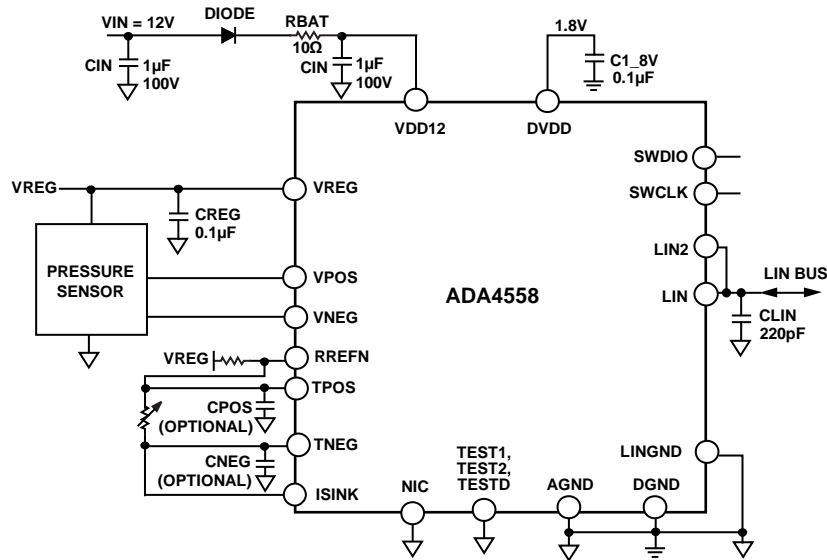 DIODE
VIN = 12V
RBAT
10Ω
CIN
1µF
100V
CIN
1µF
100V
1.8V
C1_8V
0.1µF
VDD12
DVDD
SWDIO
SWCLK
VREG
VREG
CREG
0.1µF
LIN2
LIN
LIN BUS
CLIN
220pF
PRESSURE
SENSOR
VPOS
VNEG
ADA4558
VREG
RREFN
TPOS
CPOS
(OPTIONAL)
TNEG
CNEG
(OPTIONAL)
ISINK
NIC
TEST1,
TEST2,
TESTD
AGND
DGND
LINGND